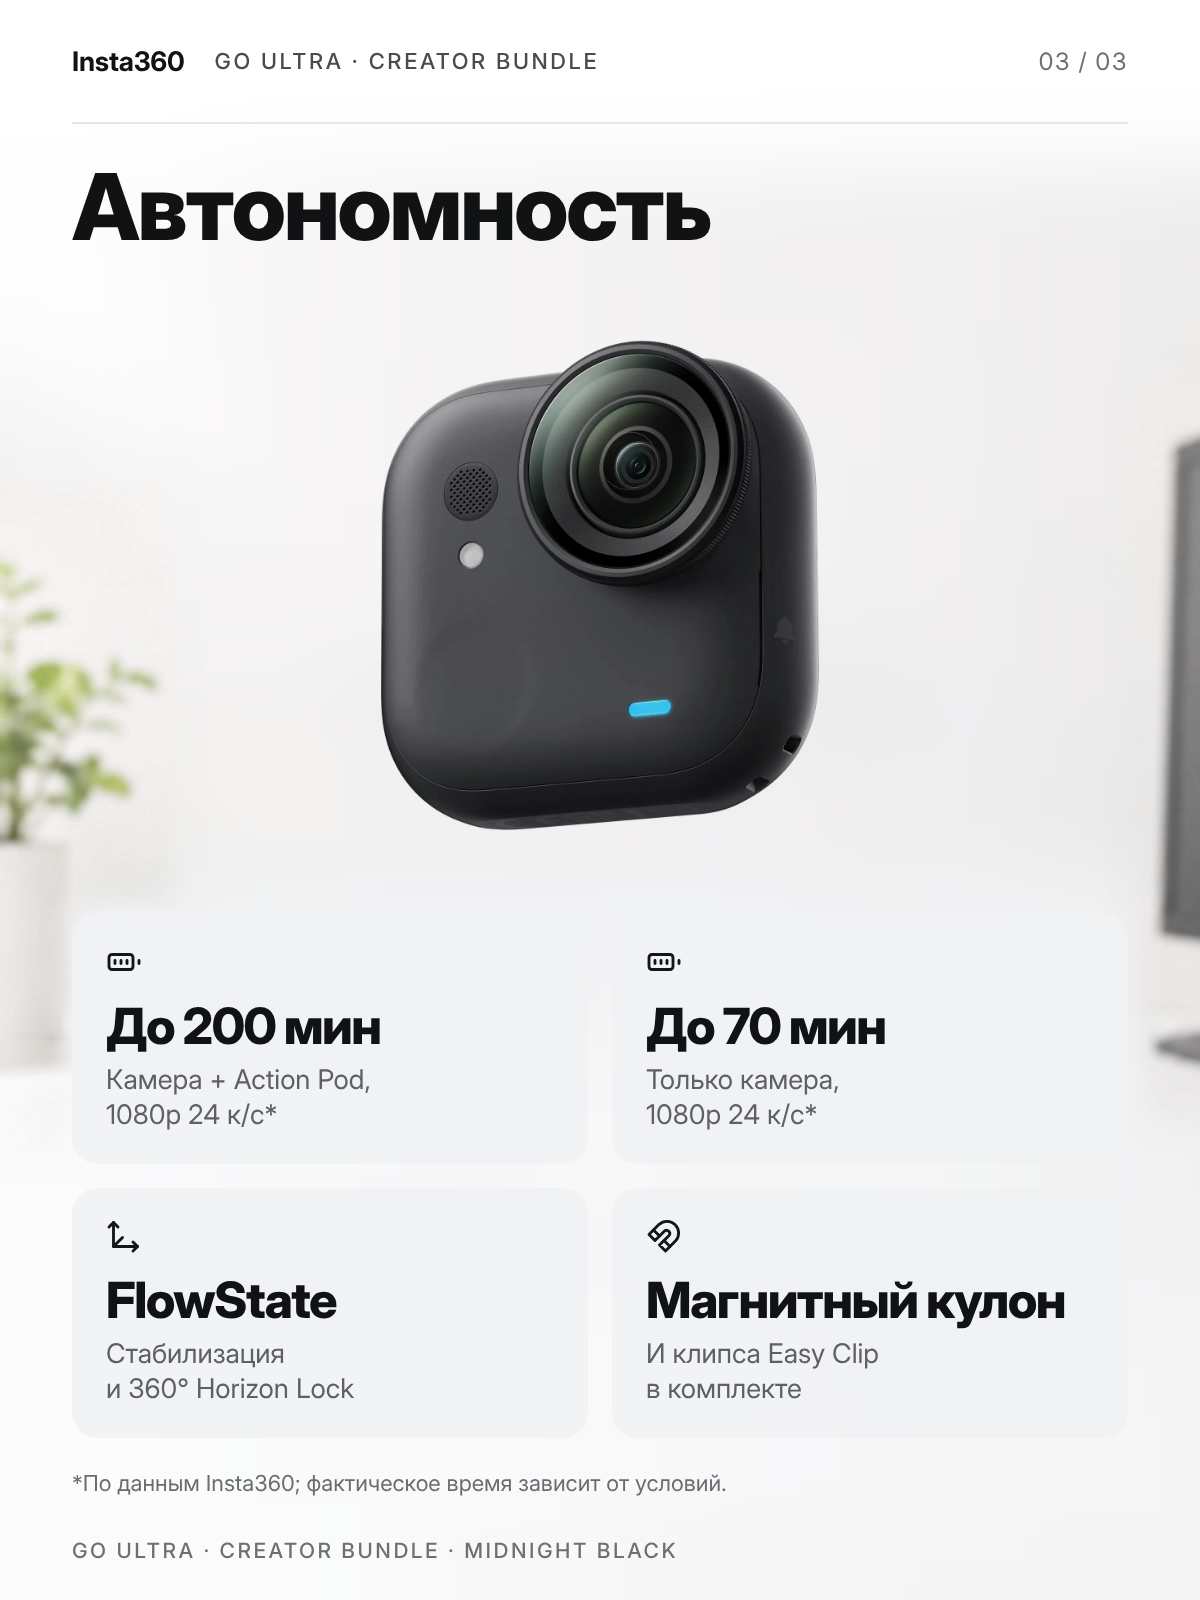 Insta360 GO ULTRA · CREATOR BUNDLE 03 / 03
Автономность
До 200 мин
Камера + Action Pod,
1080p 24 к/с*
До 70 мин
Только камера,
1080p 24 к/с*
FlowState
Стабилизация
и 360° Horizon Lock
Магнитный кулон
И клипса Easy Clip
в комплекте
*По данным Insta360; фактическое время зависит от условий.
GO ULTRA · CREATOR BUNDLE · MIDNIGHT BLACK